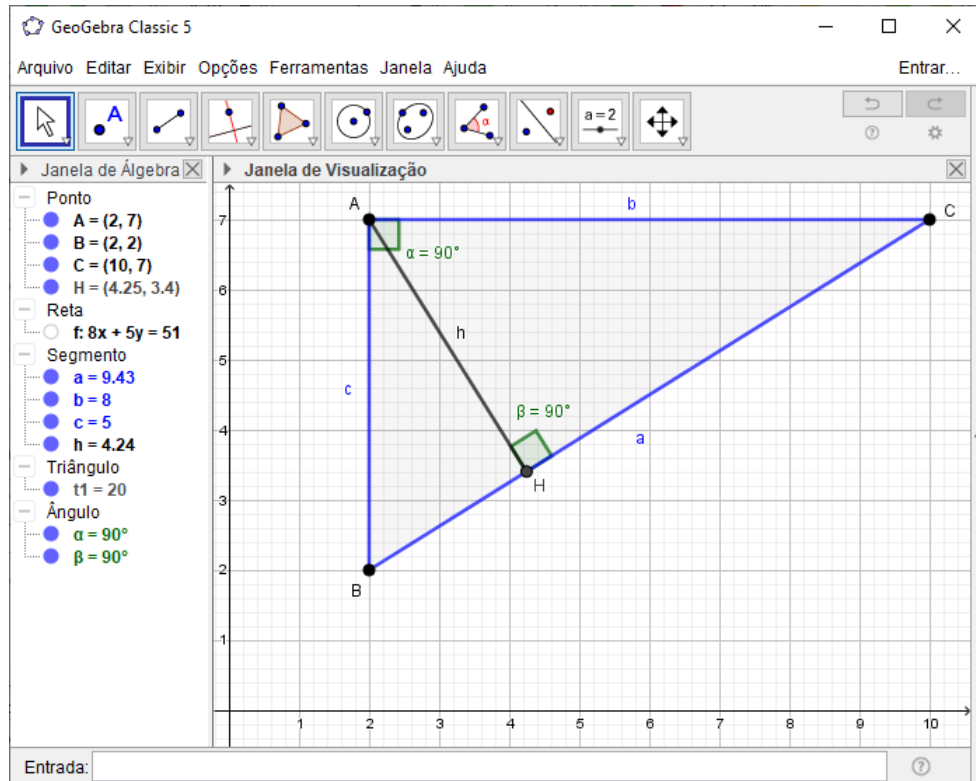 GeoGebra Classic 5
Arquivo Editar Exibir Opções Ferramentas Janela Ajuda Entrar...
A α a=2
Janela de Álgebra Janela de Visualização
Ponto
A = (2, 7)
B = (2, 2)
C = (10, 7)
H = (4.25, 3.4)
Reta
f: 8x + 5y = 51
Segmento
a = 9.43
b = 8
c = 5
h = 4.24
Triângulo
t1 = 20
Ângulo
α = 90°
β = 90°
A b C
7
α = 90°
6
h
5
c
β = 90°
4 a
H
3
2
B
1
1 2 3 4 5 6 7 8 9 10
Entrada: